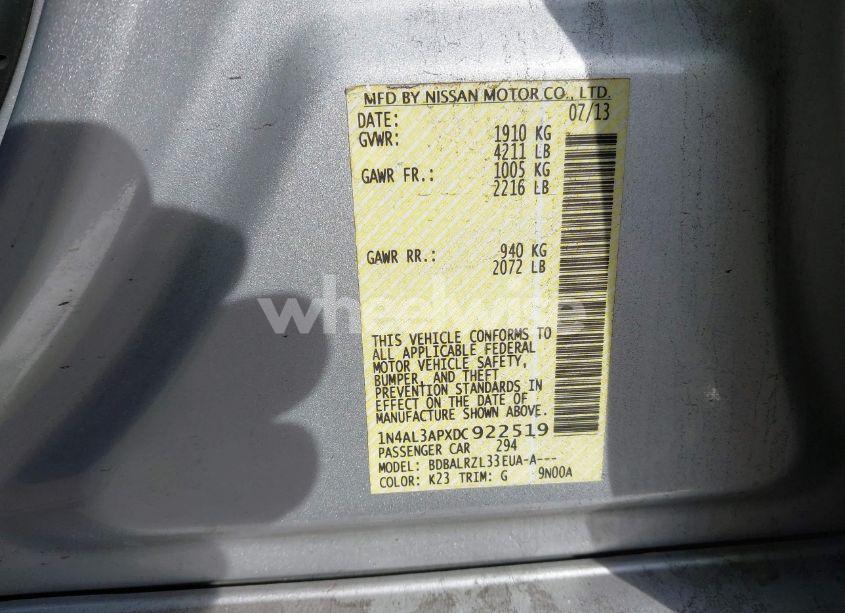 MFD BY NISSAN MOTOR CO., LTD.
DATE: 07/13
GVWR: 1910 KG
4211 LB
GAWR FR.: 1005 KG
2216 LB
GAWR RR.: 940 KG
2072 LB
wheelwise
THIS VEHICLE CONFORMS TO
ALL APPLICABLE FEDERAL
MOTOR VEHICLE SAFETY,
BUMPER, AND THEFT
PREVENTION STANDARDS IN
EFFECT ON THE DATE OF
MANUFACTURE SHOWN ABOVE.
1N4AL3APXDC922519
PASSENGER CAR 294
MODEL: BDBALRZL33EUA-A---
COLOR: K23 TRIM: G 9N00A